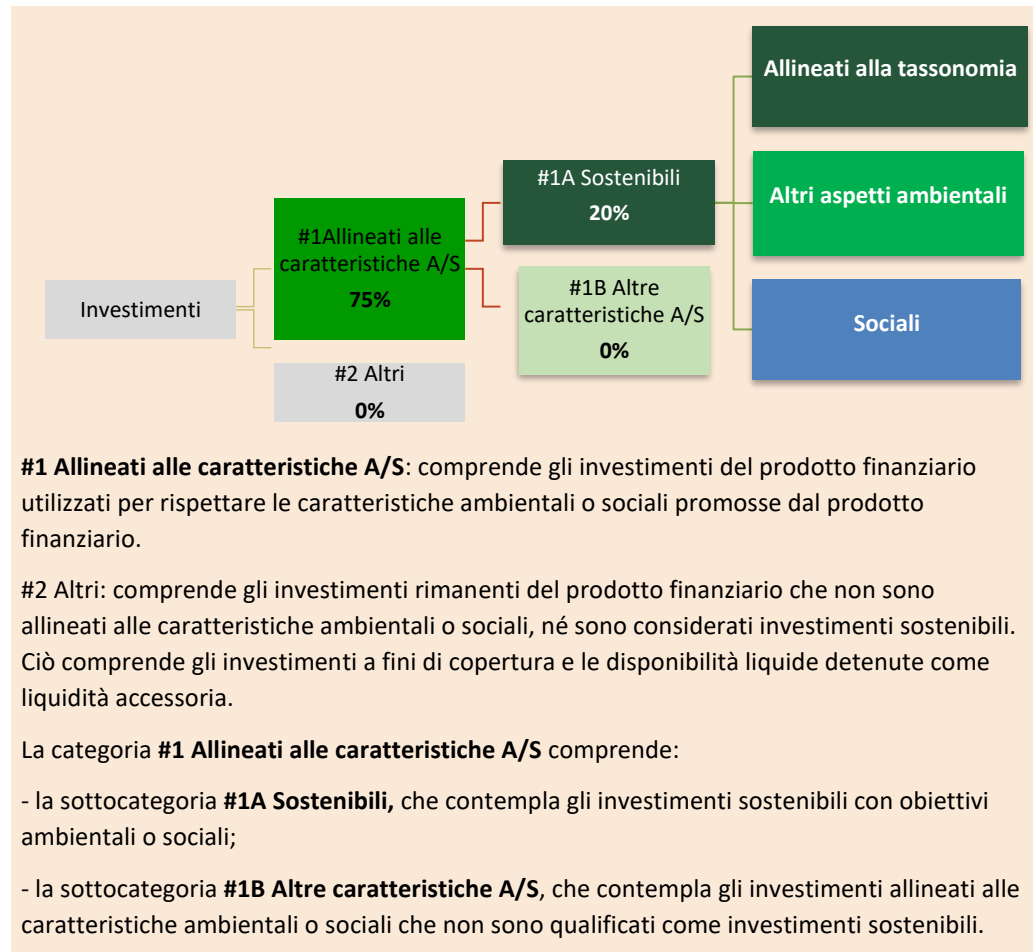 Allineati alla tassonomia
#1A Sostenibili
20%
Altri aspetti ambientali
#1Allineati alle
caratteristiche A/S
75%
Investimenti
#1B Altre
caratteristiche A/S
0%
Sociali
#2 Altri
0%
#1 Allineati alle caratteristiche A/S: comprende gli investimenti del prodotto finanziario
utilizzati per rispettare le caratteristiche ambientali o sociali promosse dal prodotto
finanziario.
#2 Altri: comprende gli investimenti rimanenti del prodotto finanziario che non sono
allineati alle caratteristiche ambientali o sociali, né sono considerati investimenti sostenibili.
Ciò comprende gli investimenti a fini di copertura e le disponibilità liquide detenute come
liquidità accessoria.
La categoria #1 Allineati alle caratteristiche A/S comprende:
- la sottocategoria #1A Sostenibili, che contempla gli investimenti sostenibili con obiettivi
ambientali o sociali;
- la sottocategoria #1B Altre caratteristiche A/S, che contempla gli investimenti allineati alle
caratteristiche ambientali o sociali che non sono qualificati come investimenti sostenibili.